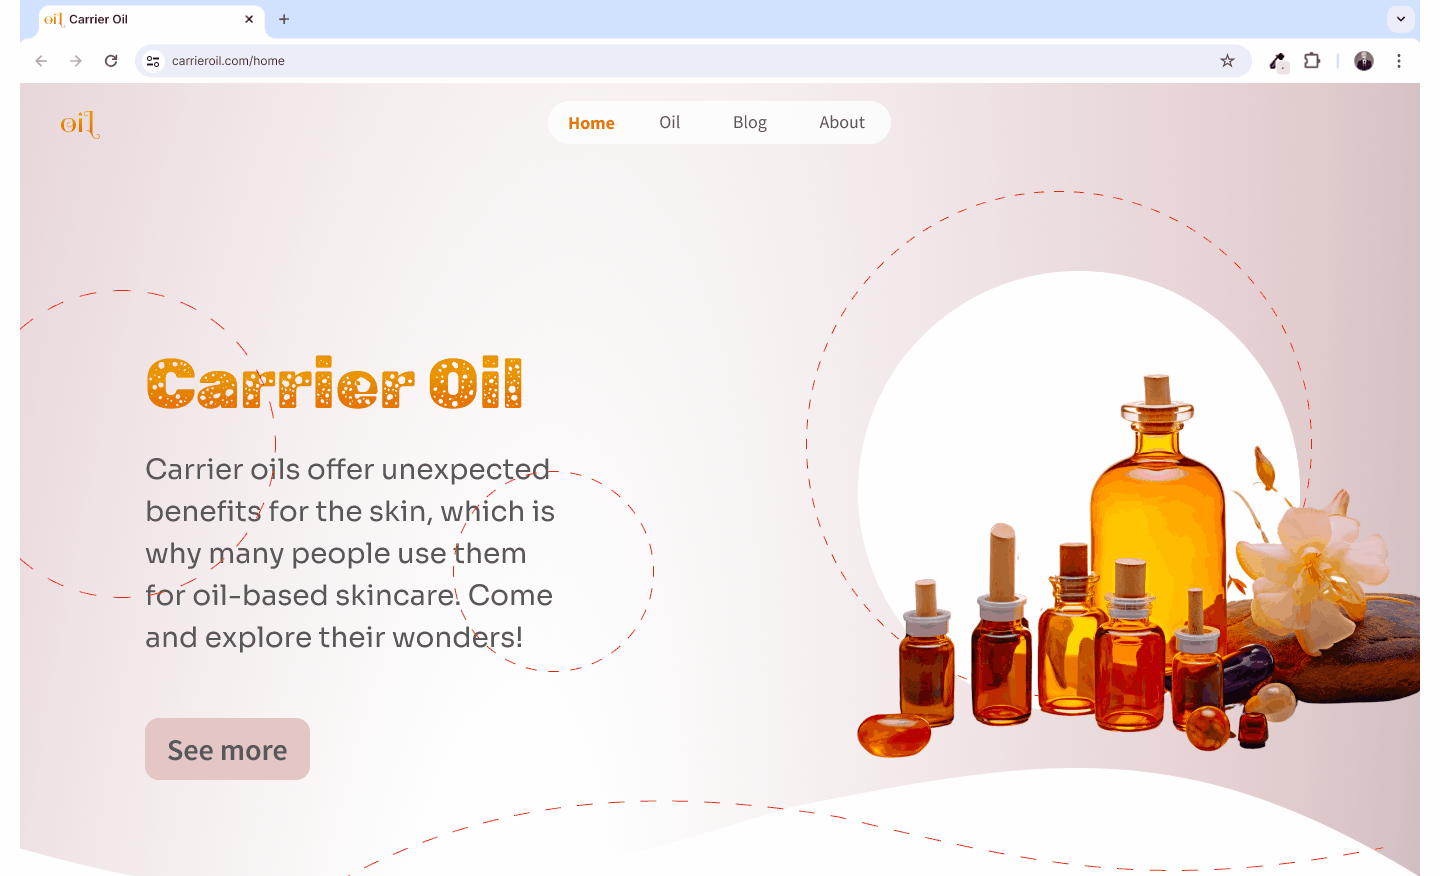 oil Carrier Oil
carrieroil.com/home
oil
Home Oil Blog About
Carrier Oil
Carrier oils offer unexpected
benefits for the skin, which is
why many people use them
for oil-based skincare. Come
and explore their wonders!
See more